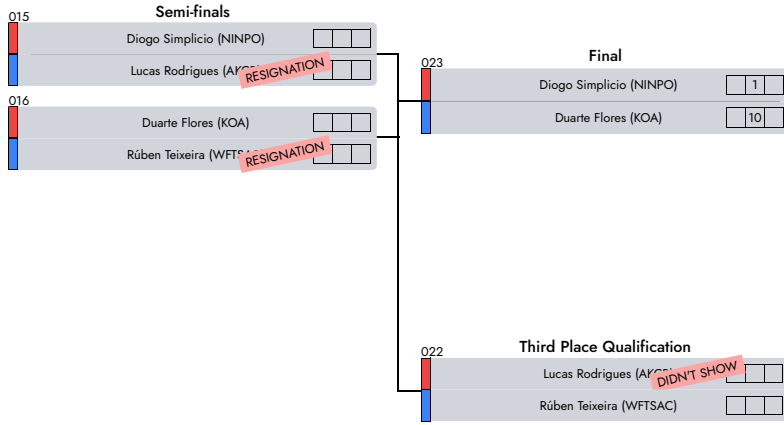 Semi-finals
015
Diogo Simplicio (NINPO)
Lucas Rodrigues
RESIGNATION
016
Duarte Flores (KOA)
Rúben Teixeira
RESIGNATION
Final
023
Diogo Simplicio (NINPO) 1
Duarte Flores (KOA) 10
Third Place Qualification
022
Lucas Rodrigues
DIDN'T SHOW
Rúben Teixeira (WFTSAC)